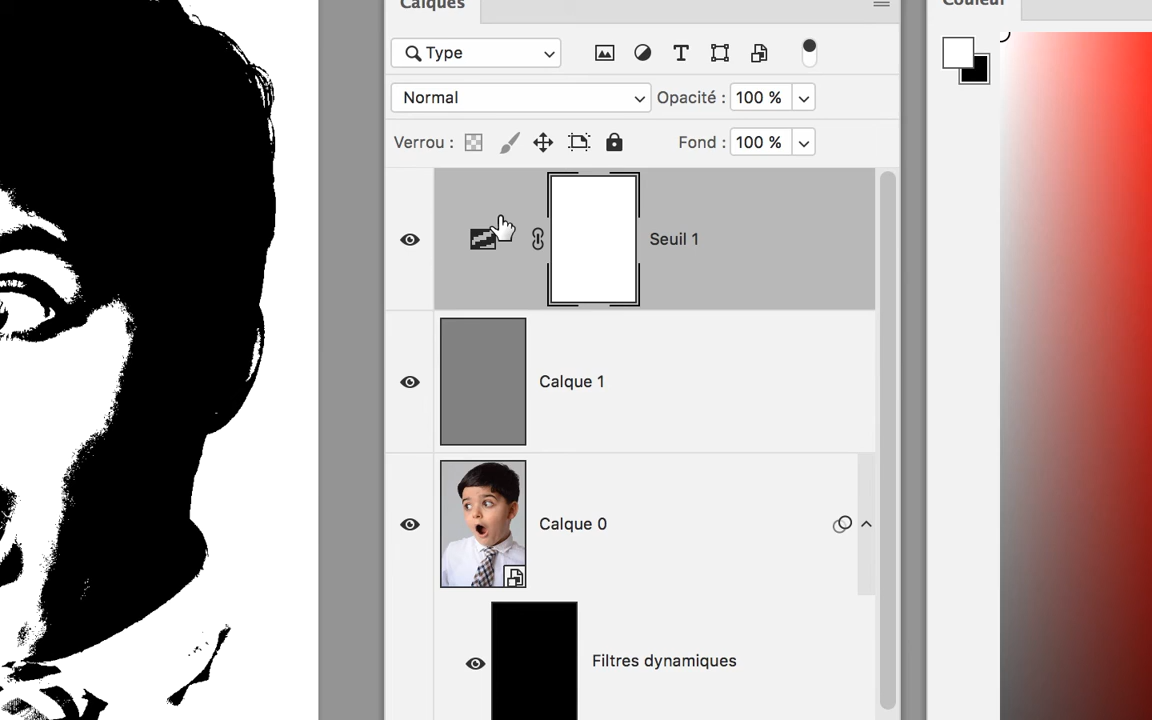 Calques
Couleur
Type
T
Normal
Opacité : 100 %
Verrou :
Fond : 100 %
Seuil 1
Calque 1
Calque 0
Filtres dynamiques